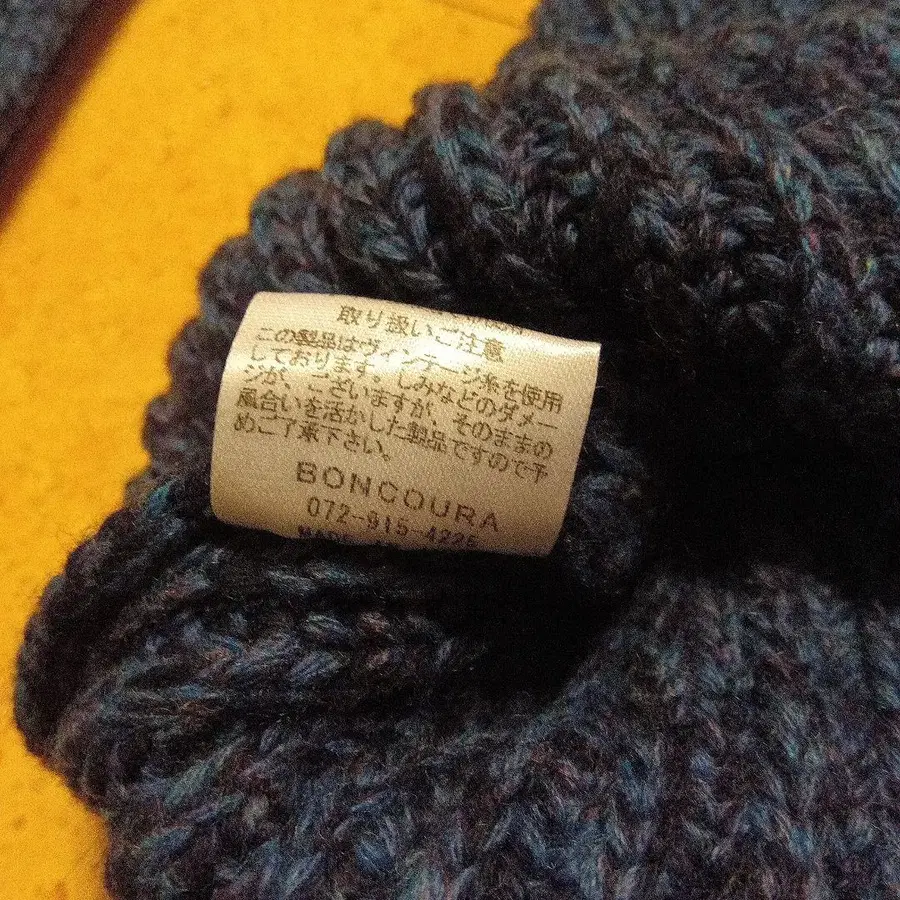 取り扱いご注意
この製品はヴィンテージ糸を使用
しております。しみなどのダメー
ジが、ございますが、そのままの
風合いを活かした製品ですので予
めご了承下さい。
BONCOURA
072-915-4225
MADE